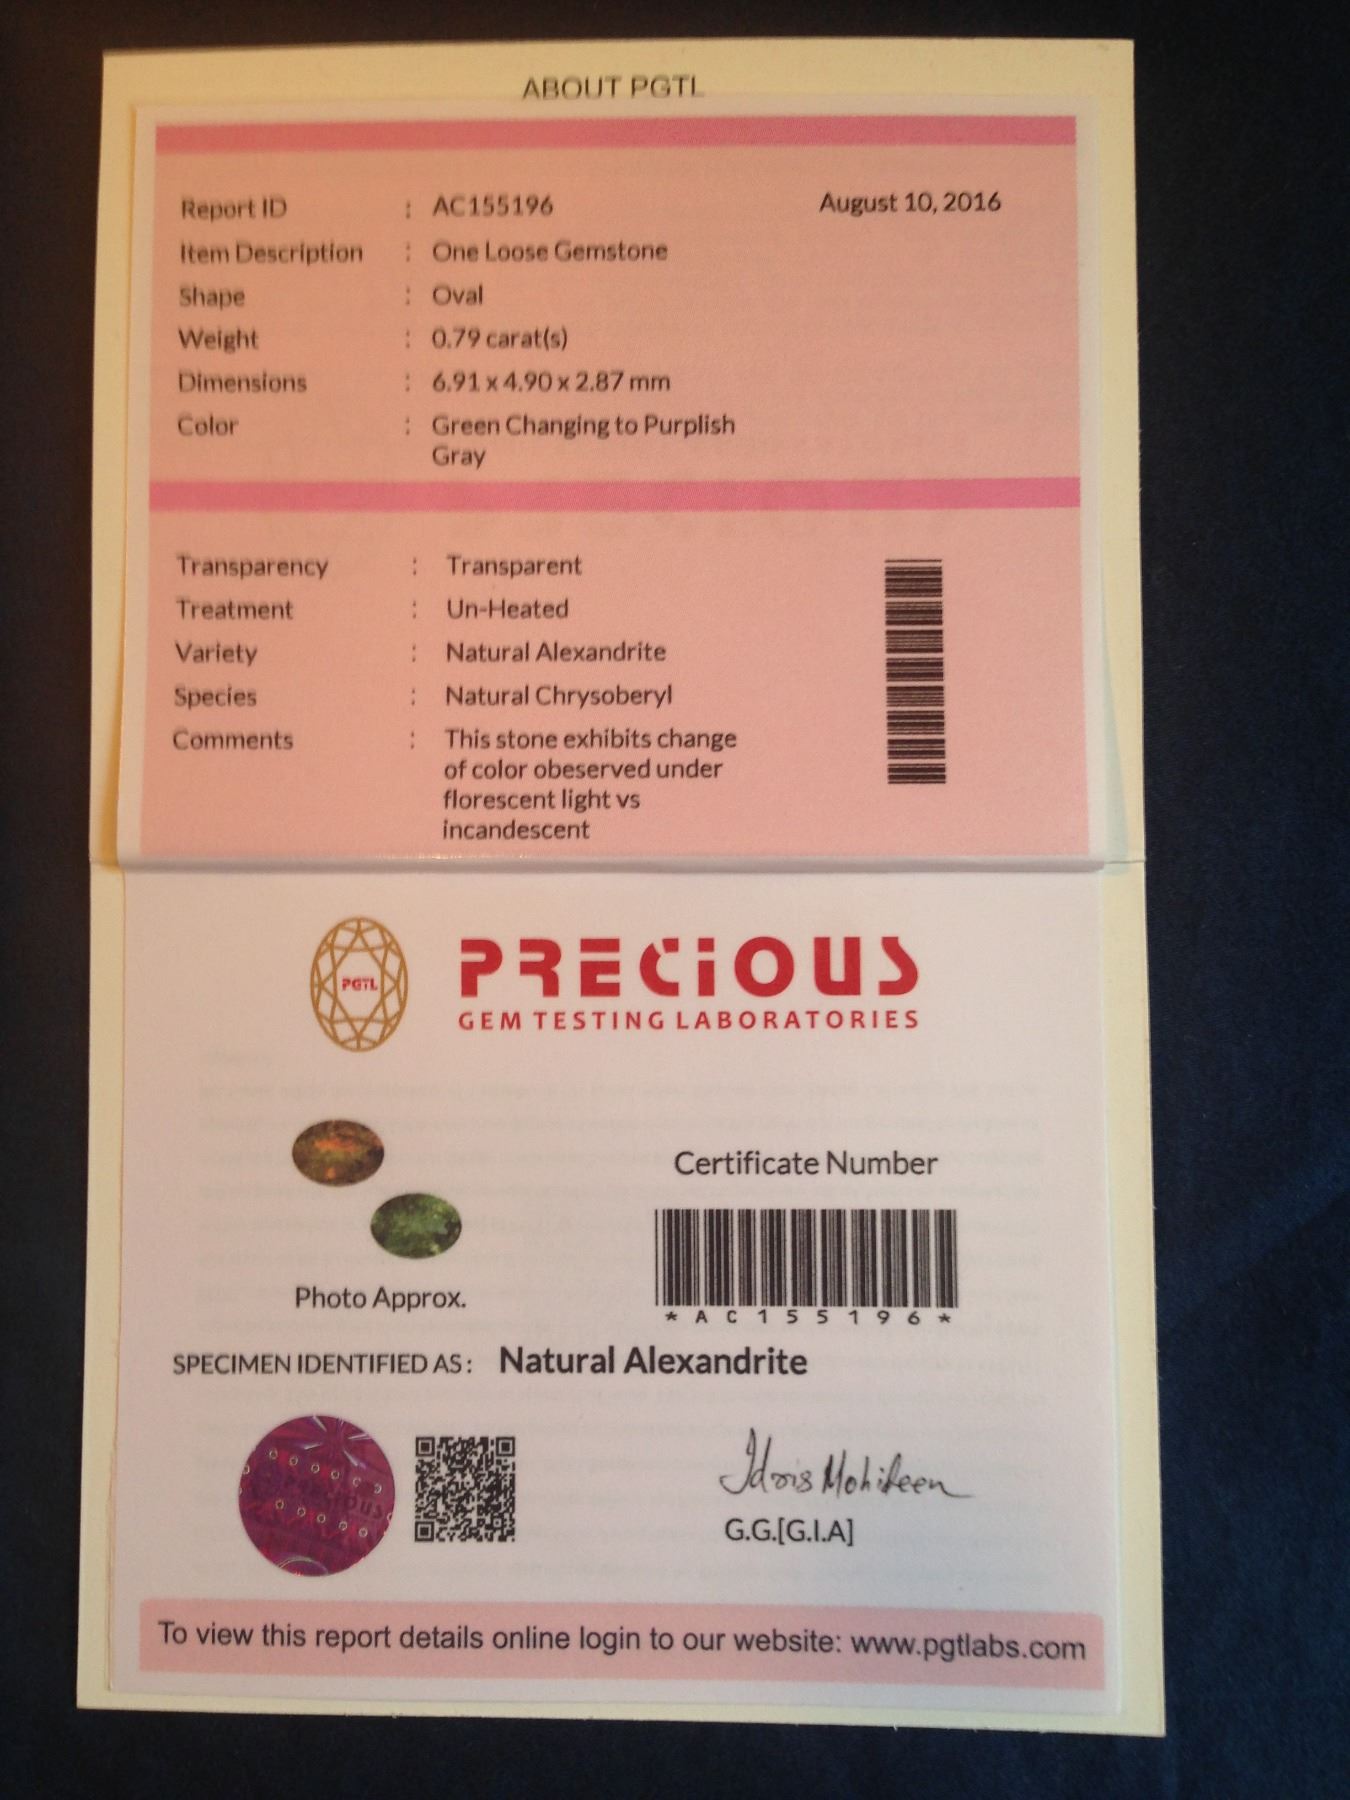 ABOUT PGTL
Report ID : AC155196 August 10, 2016
Item Description : One Loose Gemstone
Shape : Oval
Weight : 0.79 carat(s)
Dimensions : 6.91 x 4.90 x 2.87 mm
Color : Green Changing to Purplish
Gray
Transparency : Transparent
Treatment : Un-Heated
Variety : Natural Alexandrite
Species : Natural Chrysoberyl
Comments : This stone exhibits change
of color obeserved under
florescent light vs
incandescent
PGTL
PRECIOUS
GEM TESTING LABORATORIES
Certificate Number
*AC155196*
Photo Approx.
SPECIMEN IDENTIFIED AS : Natural Alexandrite
PRECIOUS
Idris Mohideen
G.G.[G.I.A]
To view this report details online login to our website: www.pgtlabs.com